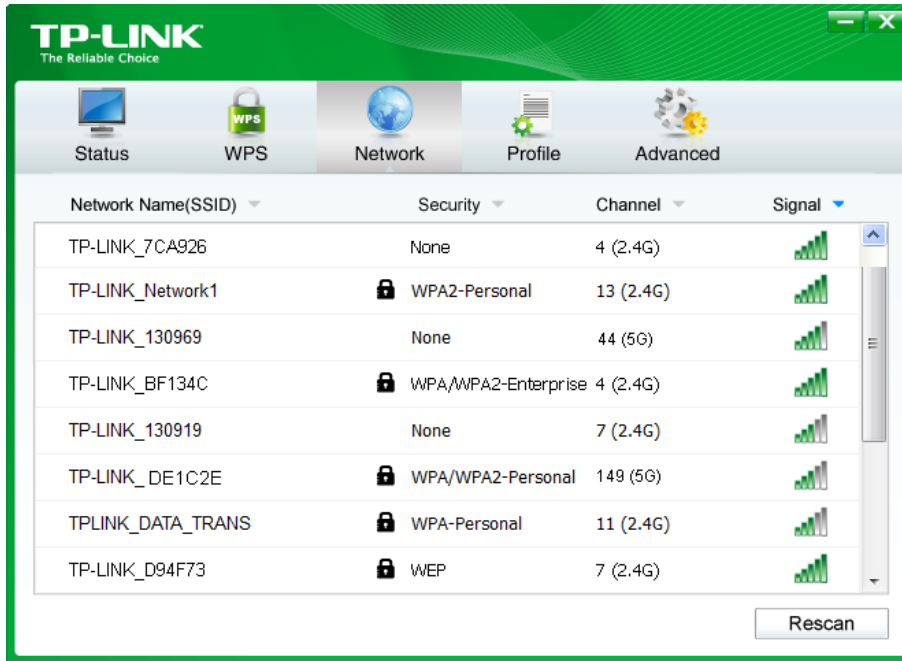 TP-LINK
The Reliable Choice
WPS
Status WPS Network Profile Advanced
Network Name(SSID) Security Channel Signal
TP-LINK_7CA926 None 4 (2.4G)
TP-LINK_Network1 WPA2-Personal 13 (2.4G)
TP-LINK_130969 None 44 (5G)
TP-LINK_BF134C WPA/WPA2-Enterprise 4 (2.4G)
TP-LINK_130919 None 7 (2.4G)
TP-LINK_ DE1C2E WPA/WPA2-Personal 149 (5G)
TPLINK_DATA_TRANS WPA-Personal 11 (2.4G)
TP-LINK_D94F73 WEP 7 (2.4G)
Rescan